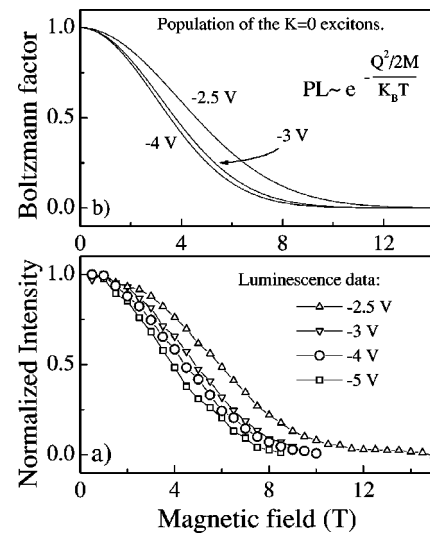 Population of the K=0 excitons.
Boltzmann factor
1.0
0.5
0.0
-2.5 V
-3 V
-4 V
PL~ e - Q²/2M / K_B T
b)
0 4 8 12
Normalized Intensity
1.0
0.5
0.0
Luminescence data:
-2.5 V
-3 V
-4 V
-5 V
a)
0 4 8 12
Magnetic field (T)